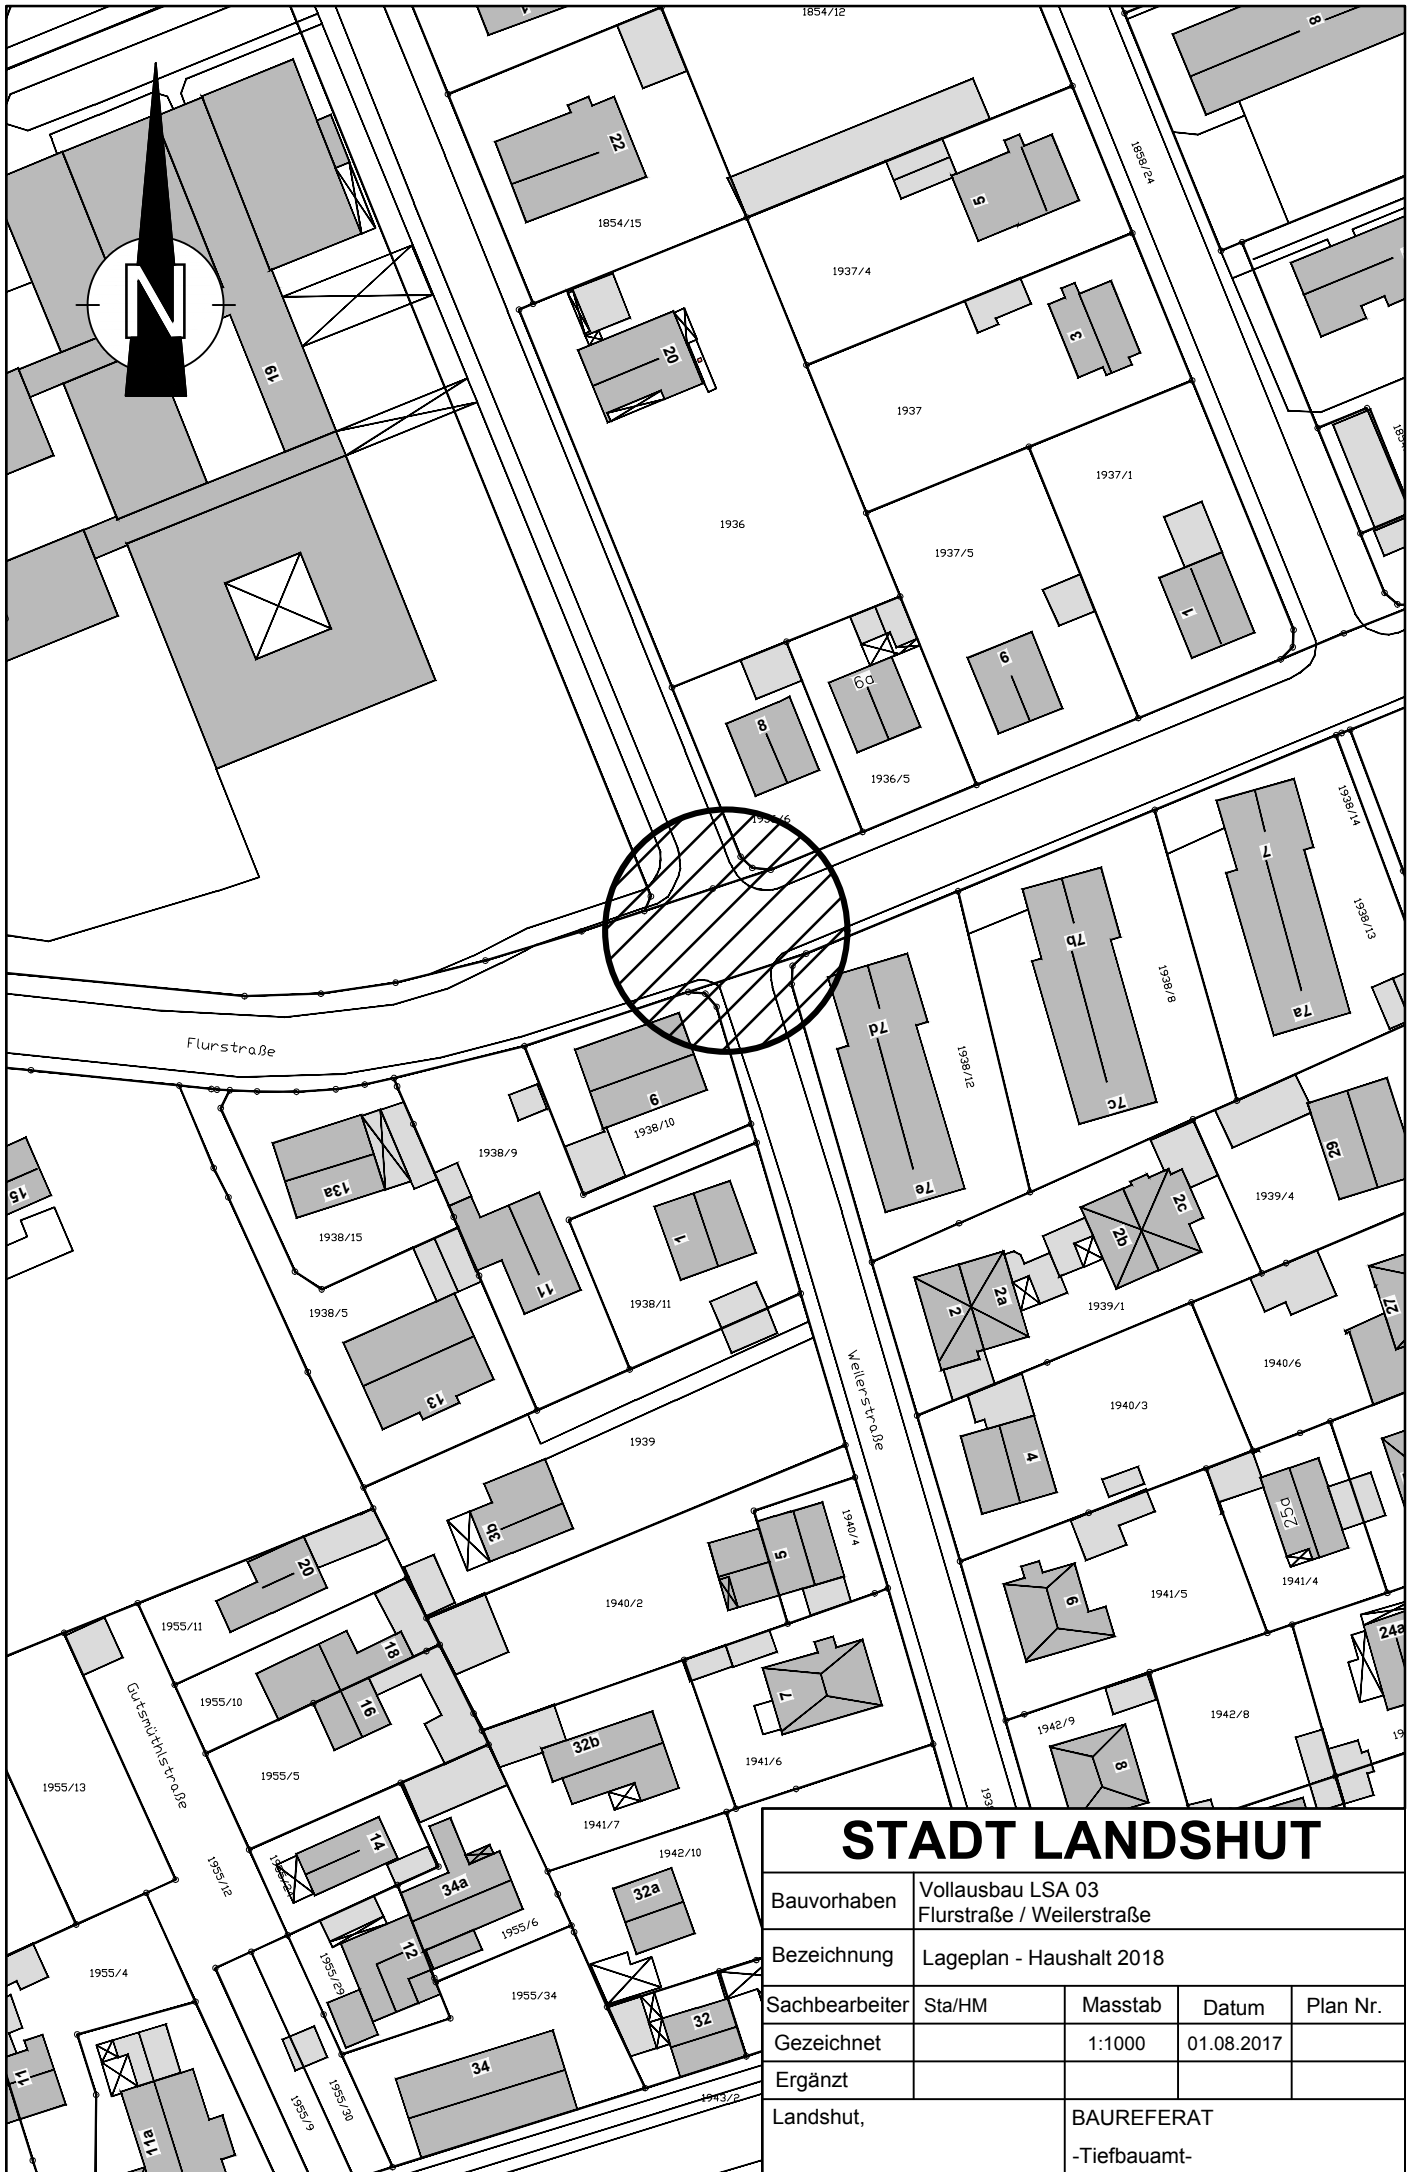 1854/12
8
1858/24
22
5
1854/15
N
1937/4
19
20
3
1937
1937/1
1936
1937/5
1
9
6a
8
1936/5
1938/14
7
1938/13
7b
7d
1938/8
7a
Flurstraße
1938/12
7c
9
1938/10
1938/9
13a
29
15
7e
1939/4
2c
1938/15
2b
1
11
2a
2
1939/1
1938/5
1938/11
27
Weilerstraße
1940/6
13
1940/3
1939
4
25a
3b
1940/4
5
20
1941/4
1941/5
6
1940/2
1955/11
24a
18
1955/10
16
7
Gutsmüthlstraße
1942/9
1942/8
32b
1941/6
8
1955/5
1955/13
1941/7
14
1942/10
1955/12
34a
32a
1955/6
12
1955/4
1955/29
1955/34
32
34
11
1955/30
1955/9
1943/2
11a
STADT LANDSHUT
Bauvorhaben Vollausbau LSA 03
Flurstraße / Weilerstraße
Bezeichnung Lageplan - Haushalt 2018
Sachbearbeiter Sta/HM Masstab Datum Plan Nr.
Gezeichnet 1:1000 01.08.2017
Ergänzt
Landshut, BAUREFERAT
-Tiefbauamt-